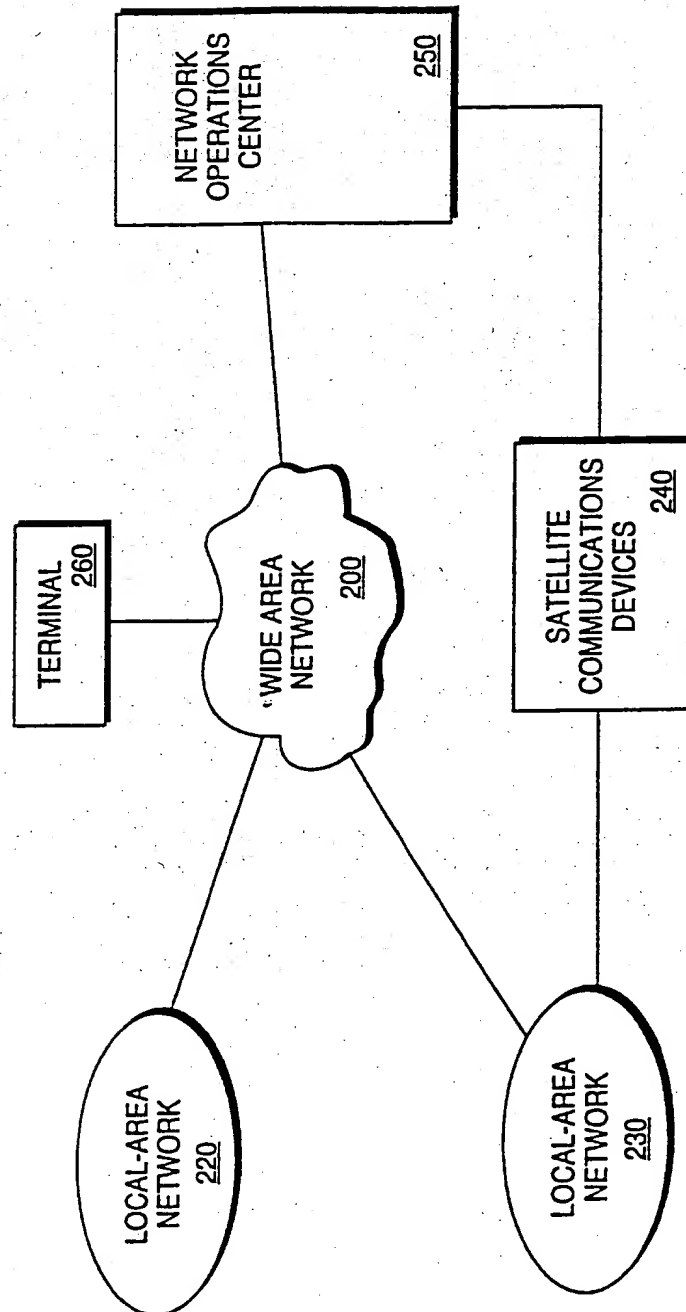 TERMINAL
260
NETWORK
OPERATIONS
CENTER
250
WIDE AREA
NETWORK
200
LOCAL-AREA
NETWORK
220
LOCAL-AREA
NETWORK
230
SATELLITE
COMMUNICATIONS
DEVICES
240